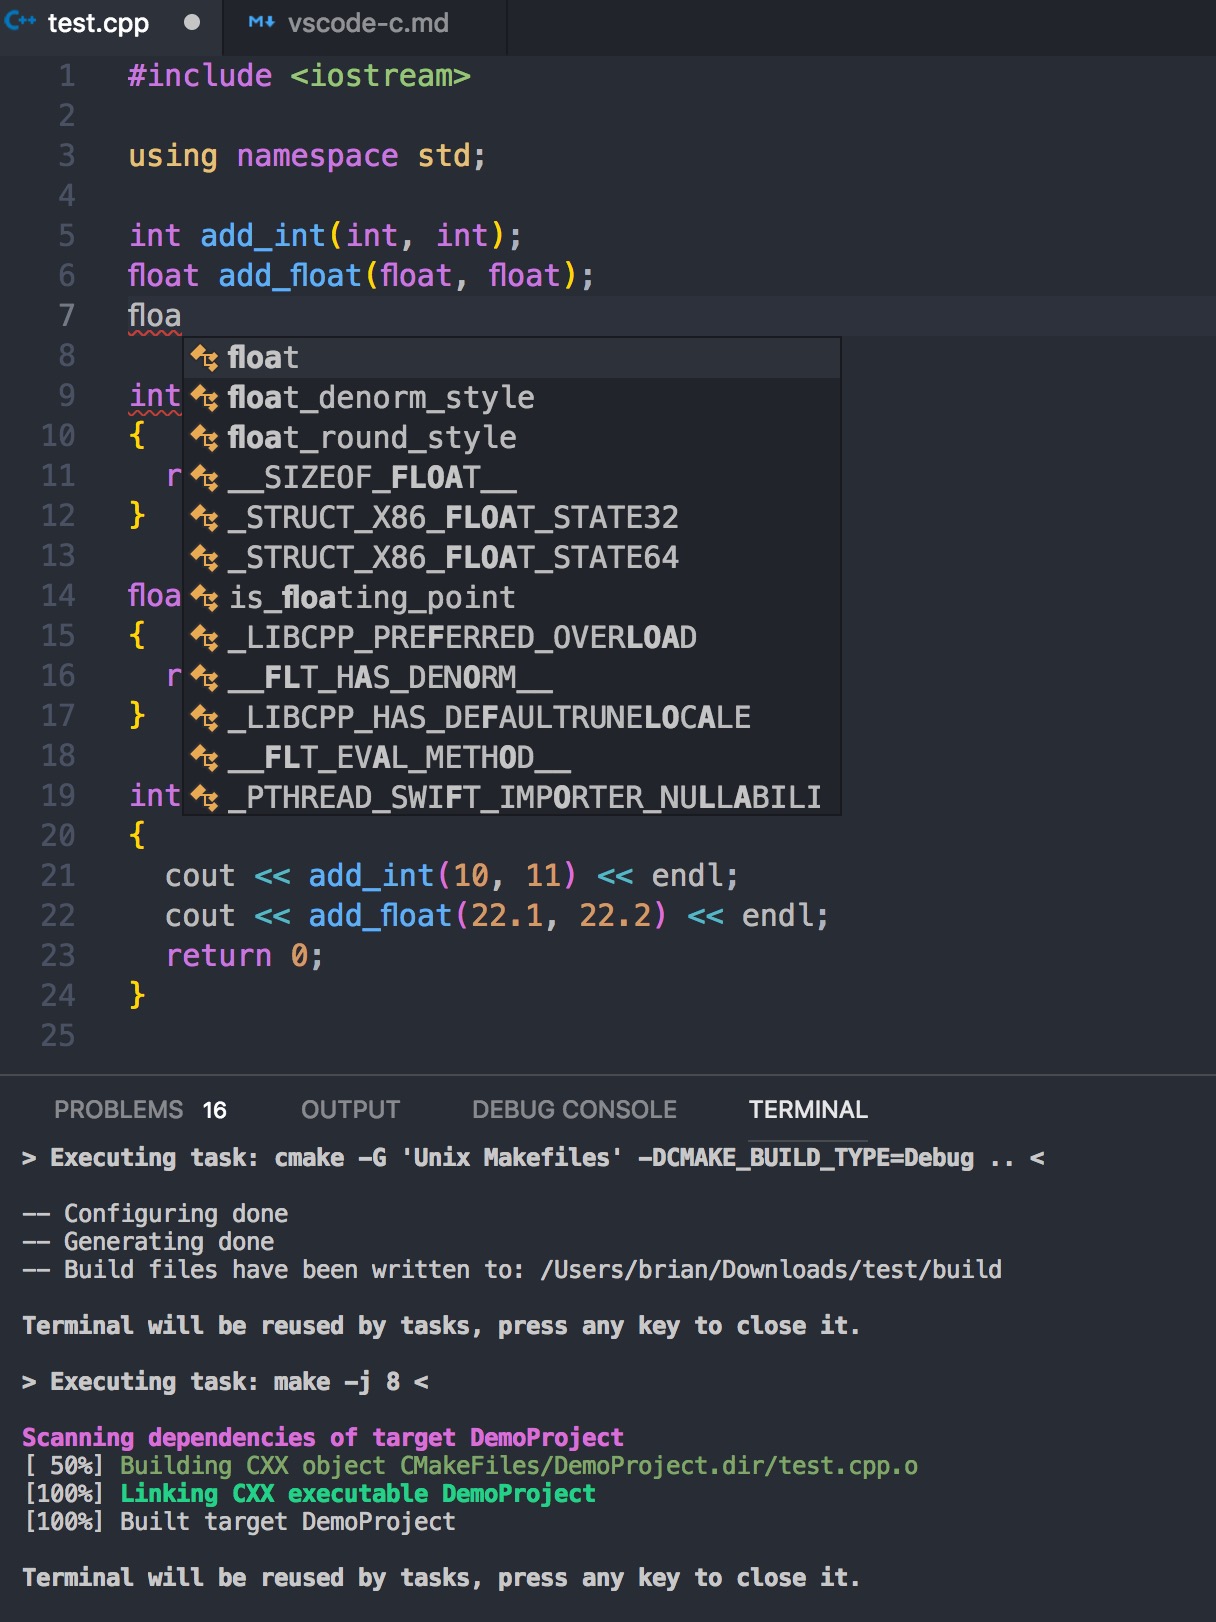 C++ test.cpp ● M↓ vscode-c.md
1 #include <iostream>
2
3 using namespace std;
4
5 int add_int(int, int);
6 float add_float(float, float);
7 floa
8 float
9 int float_denorm_style
10 { float_round_style
11 r __SIZEOF_FLOAT__
12 } _STRUCT_X86_FLOAT_STATE32
13 _STRUCT_X86_FLOAT_STATE64
14 floa is_floating_point
15 { _LIBCPP_PREFERRED_OVERLOAD
16 r __FLT_HAS_DENORM__
17 } _LIBCPP_HAS_DEFAULTRUNELOCALE
18 __FLT_EVAL_METHOD__
19 int _PTHREAD_SWIFT_IMPORTER_NULLABILI
20 {
21 cout << add_int(10, 11) << endl;
22 cout << add_float(22.1, 22.2) << endl;
23 return 0;
24 }
25
PROBLEMS 16 OUTPUT DEBUG CONSOLE TERMINAL
> Executing task: cmake -G 'Unix Makefiles' -DCMAKE_BUILD_TYPE=Debug .. <
-- Configuring done
-- Generating done
-- Build files have been written to: /Users/brian/Downloads/test/build
Terminal will be reused by tasks, press any key to close it.
> Executing task: make -j 8 <
Scanning dependencies of target DemoProject
[ 50%] Building CXX object CMakeFiles/DemoProject.dir/test.cpp.o
[100%] Linking CXX executable DemoProject
[100%] Built target DemoProject
Terminal will be reused by tasks, press any key to close it.